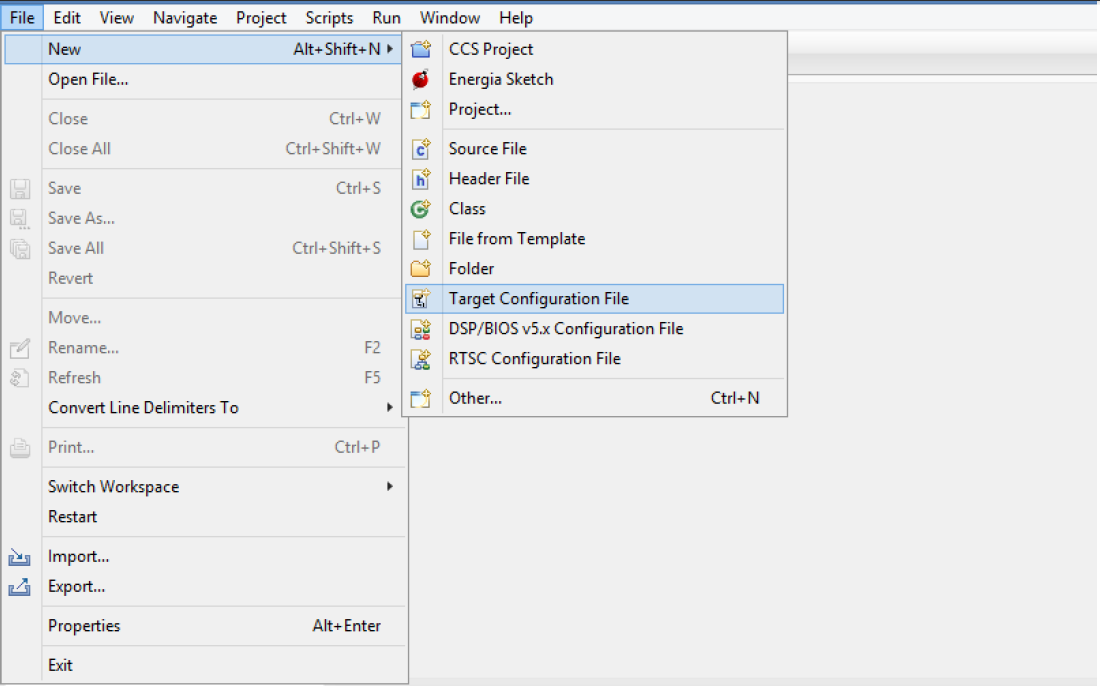 File Edit View Navigate Project Scripts Run Window Help
New Alt+Shift+N
Open File...
Close Ctrl+W
Close All Ctrl+Shift+W
Save Ctrl+S
Save As...
Save All Ctrl+Shift+S
Revert
Move...
Rename... F2
Refresh F5
Convert Line Delimiters To
Print... Ctrl+P
Switch Workspace
Restart
Import...
Export...
Properties Alt+Enter
Exit
CCS Project
Energia Sketch
Project...
Source File
Header File
Class
File from Template
Folder
Target Configuration File
DSP/BIOS v5.x Configuration File
RTSC Configuration File
Other... Ctrl+N